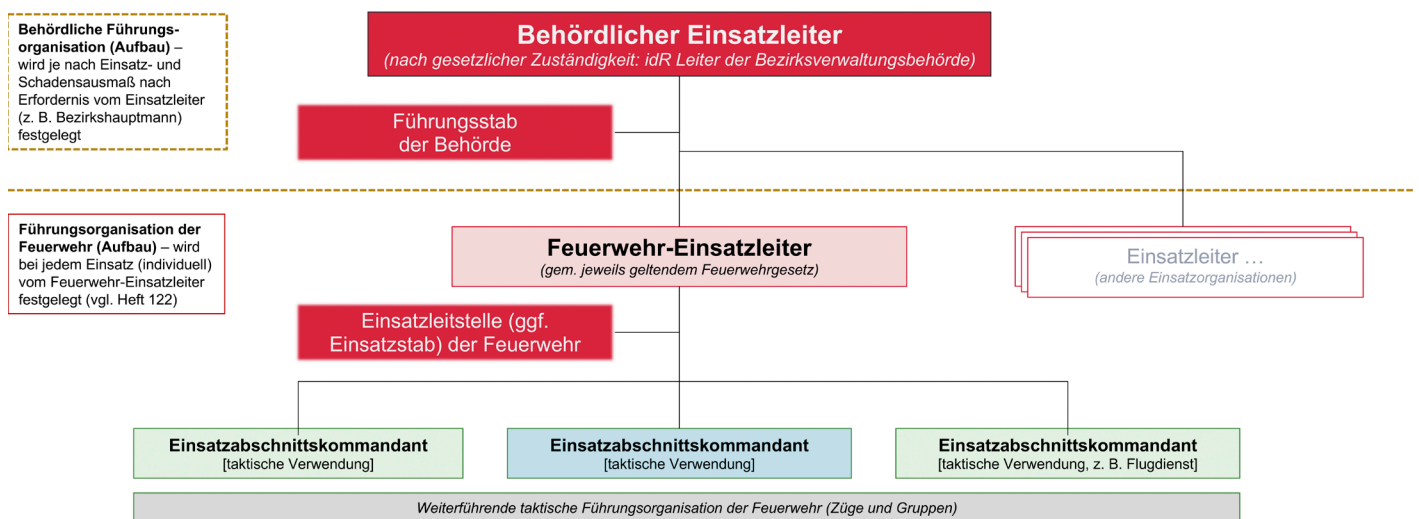 Behördliche Führungs-
organisation (Aufbau) –
wird je nach Einsatz- und
Schadensausmaß nach
Erfordernis vom Einsatzleiter
(z. B. Bezirkshauptmann)
festgelegt
Behördlicher Einsatzleiter
(nach gesetzlicher Zuständigkeit: idR Leiter der Bezirksverwaltungsbehörde)
Führungsstab
der Behörde
Führungsorganisation der
Feuerwehr (Aufbau) – wird
bei jedem Einsatz (individuell)
vom Feuerwehr-Einsatzleiter
festgelegt (vgl. Heft 122)
Feuerwehr-Einsatzleiter
(gem. jeweils geltendem Feuerwehrgesetz)
Einsatzleiter ...
(andere Einsatzorganisationen)
Einsatzleitstelle (ggf.
Einsatzstab) der Feuerwehr
Einsatzabschnittskommandant
[taktische Verwendung]
Einsatzabschnittskommandant
[taktische Verwendung]
Einsatzabschnittskommandant
[taktische Verwendung, z. B. Flugdienst]
Weiterführende taktische Führungsorganisation der Feuerwehr (Züge und Gruppen)